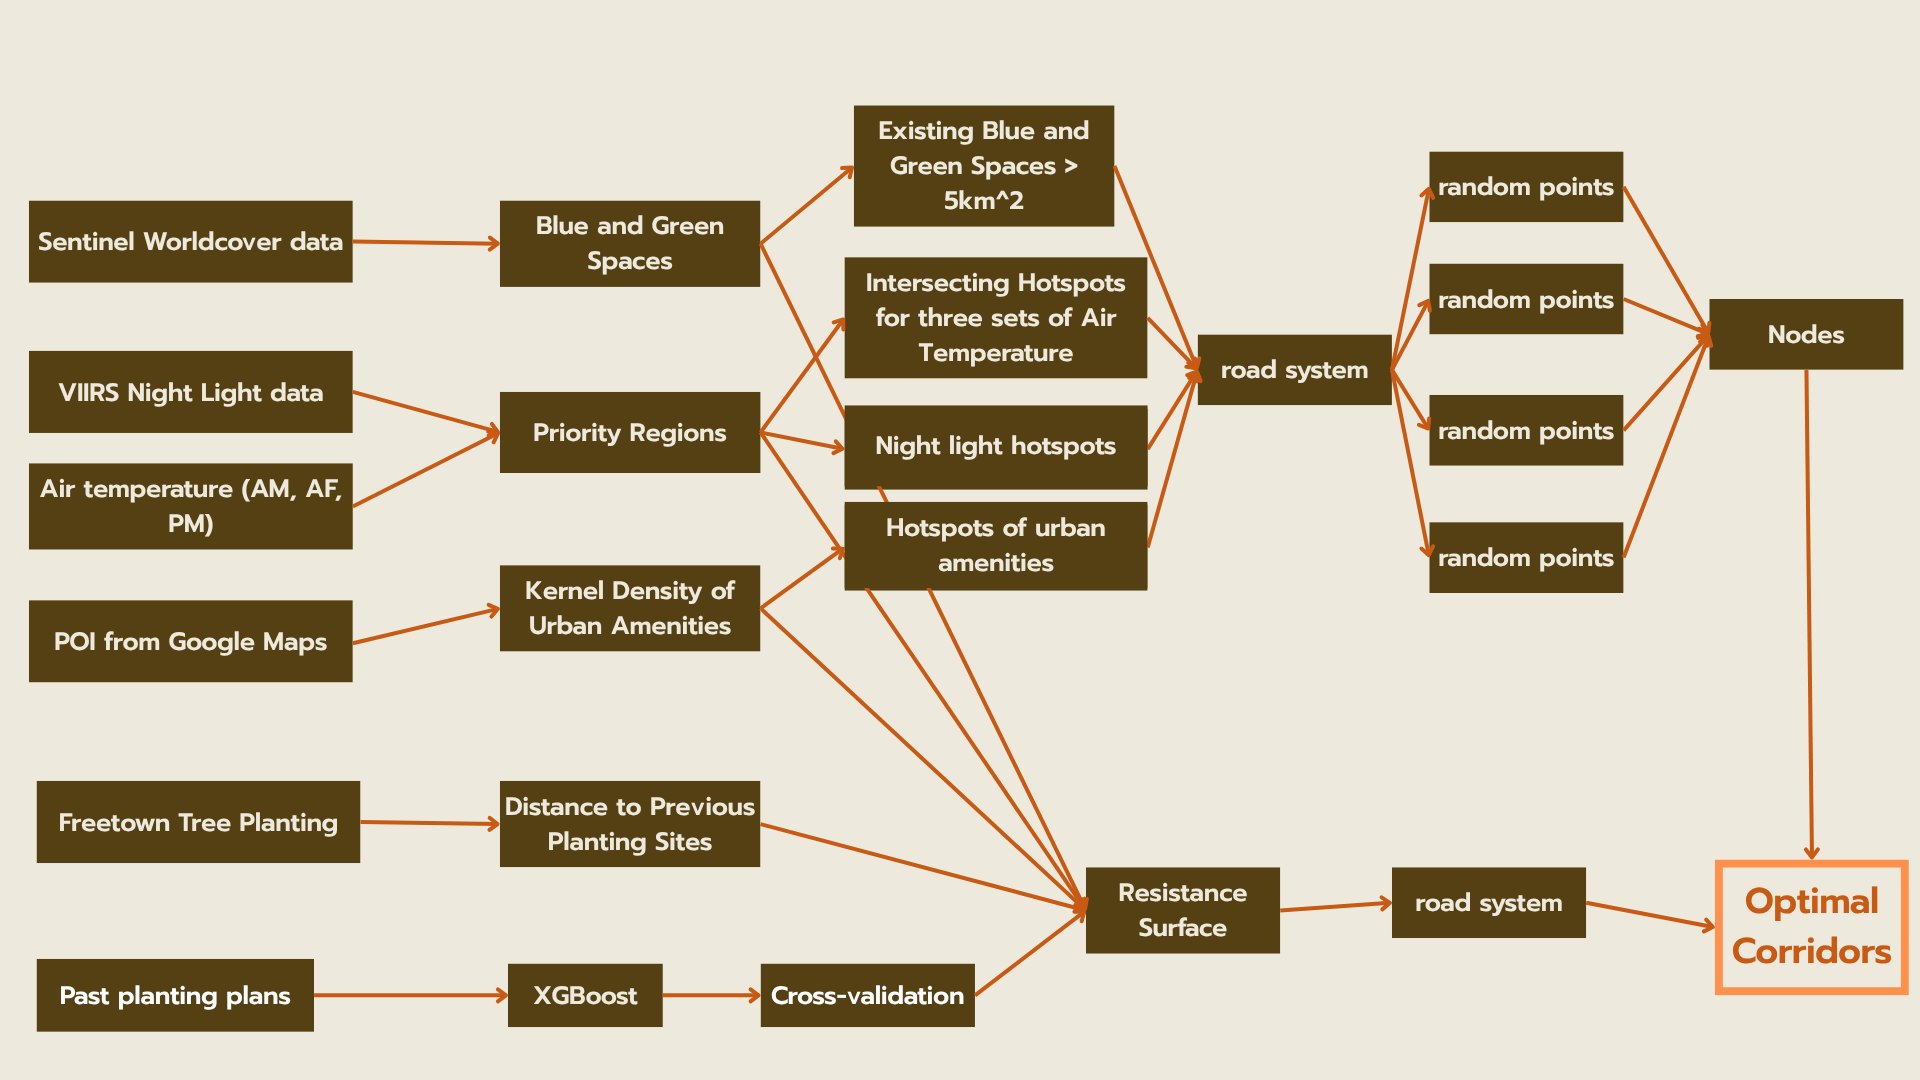 Sentinel Worldcover data
VIIRS Night Light data
Air temperature (AM, AF,
PM)
POI from Google Maps
Freetown Tree Planting
Past planting plans
Blue and Green
Spaces
Priority Regions
Kernel Density of
Urban Amenities
Distance to Previous
Planting Sites
XGBoost
Cross-validation
Existing Blue and
Green Spaces >
5km^2
Intersecting Hotspots
for three sets of Air
Temperature
Night light hotspots
Hotspots of urban
amenities
road system
random points
random points
random points
random points
Nodes
Resistance
Surface
road system
Optimal
Corridors